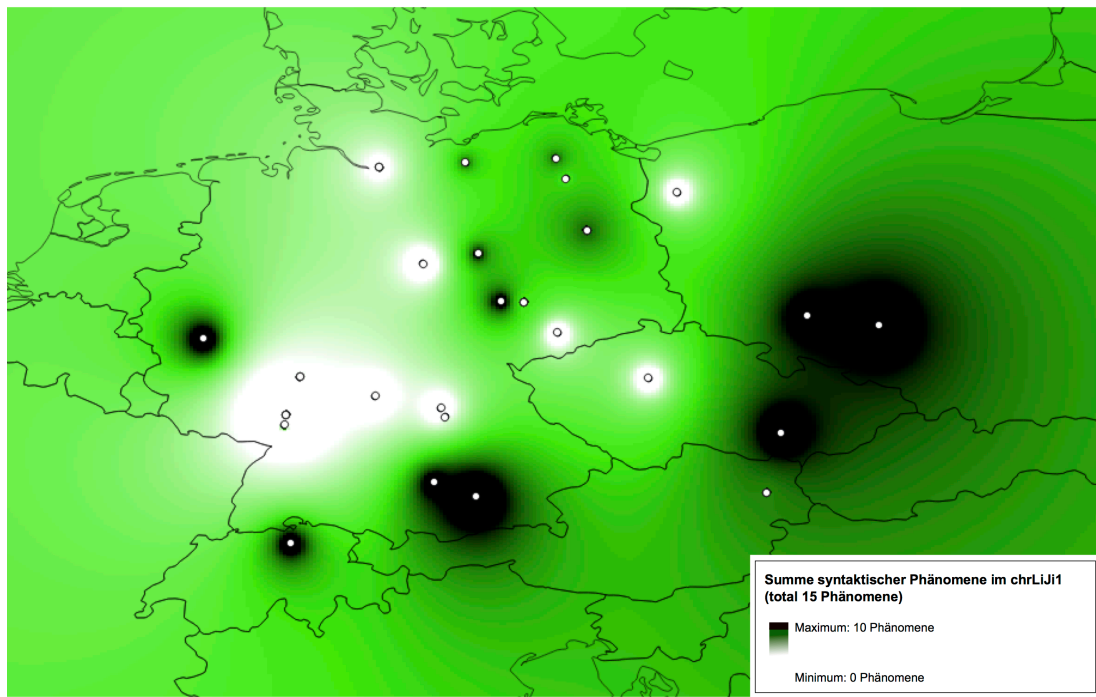 Summe syntaktischer Phänomene im chrLiJi1
(total 15 Phänomene)
Maximum: 10 Phänomene
Minimum: 0 Phänomene